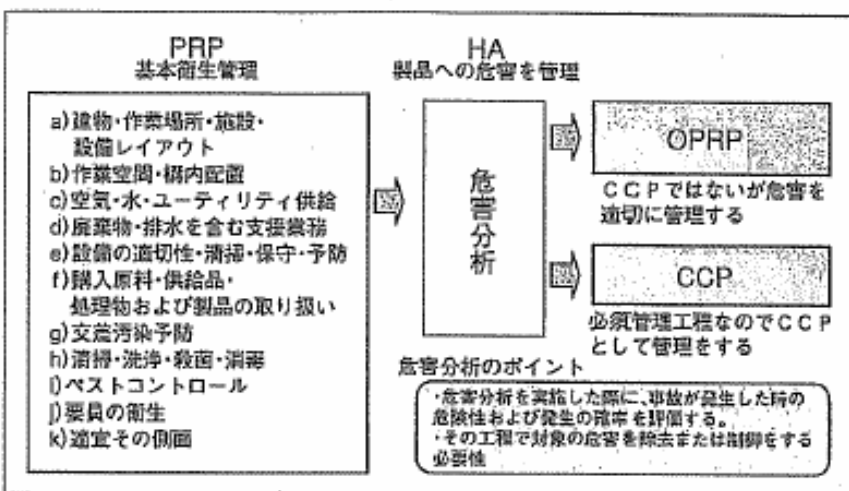 PRP
基本衛生管理
a)建物・作業場所・施設・
設備レイアウト
b)作業空間・構内配置
c)空気・水・ユーティリティ供給
d)廃棄物・排水を含む支援業務
e)設備の適切性・清掃・保守・予防
f)購入原料・供給品・
処理物および製品の取り扱い
g)交差汚染予防
h)清掃・洗浄・殺菌・消毒
i)ペストコントロール
j)要員の衛生
k)適宜その側面
HA
製品への危害を管理
危害分析
OPRP
CCPではないが危害を
適切に管理する
CCP
必須管理工程なのでCCP
として管理をする
危害分析のポイント
・危害分析を実施した際に、事故が発生した時の
危険性および発生の確率を評価する。
・その工程で対象の危害を除去または制御をする
必要性